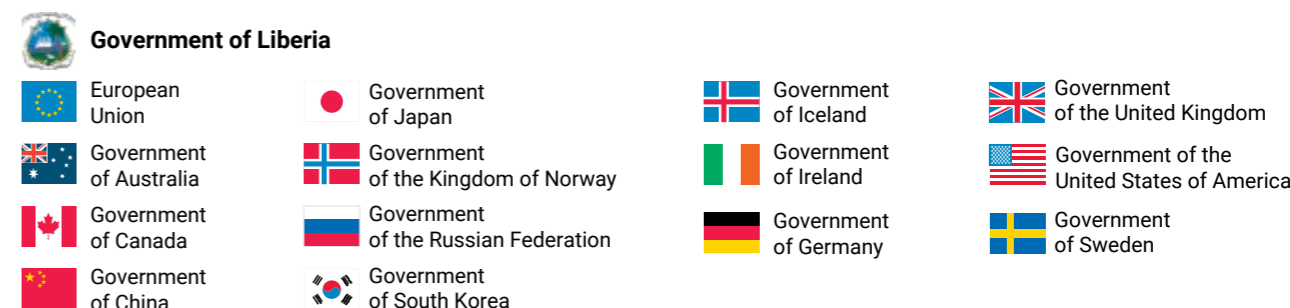 Government of Liberia
European
Union
Government
of Australia
Government
of Canada
Government
of China
Government
of Japan
Government
of the Kingdom of Norway
Government
of the Russian Federation
Government
of South Korea
Government
of Iceland
Government
of Ireland
Government
of Germany
Government
of the United Kingdom
Government of the
United States of America
Government
of Sweden